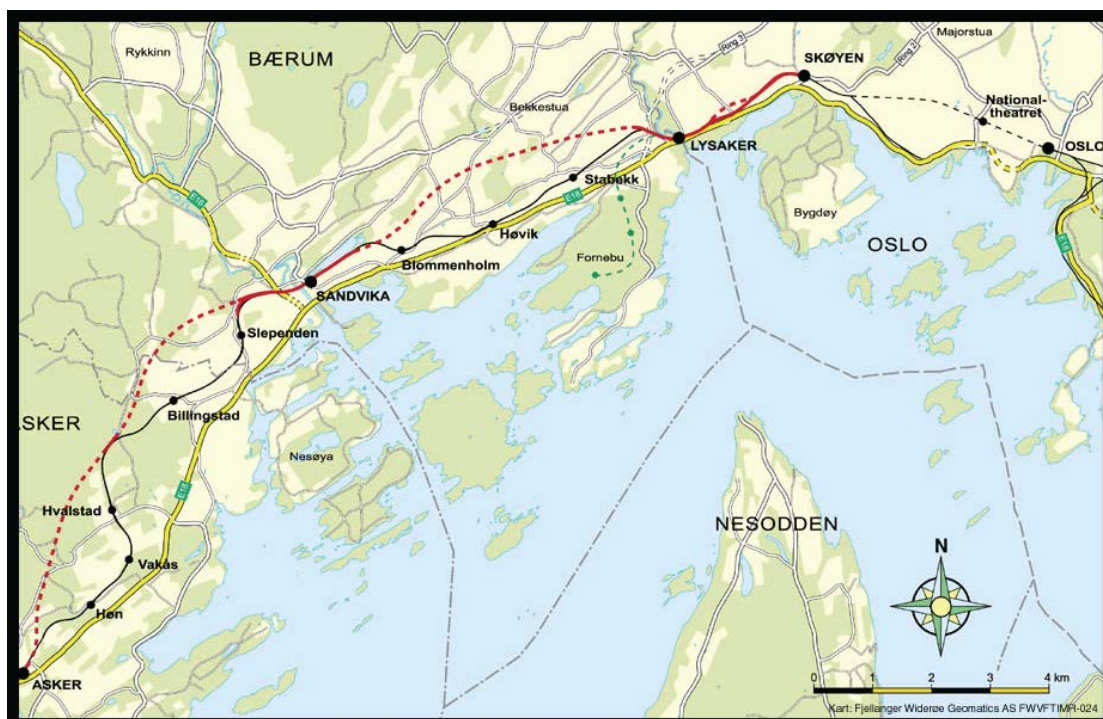 Rykkinn
BÆRUM
Ring 3
SKØYEN
Majorstua
Ring 2
Bekkestua
National-
theatret
LYSAKER
OSLO
Stabekk
E16
E18
Bygdøy
Høvik
OSLO
Fornebu
Blommenholm
E18
SANDVIKA
Slependen
Billingstad
ASKER
Nesøya
E18
Hvalstad
NESODDEN
Vakås
N
Høn
ASKER
0 1 2 3 4 km
Kart: Fjellanger Widerøe Geomatics AS FWVFTIMR-024